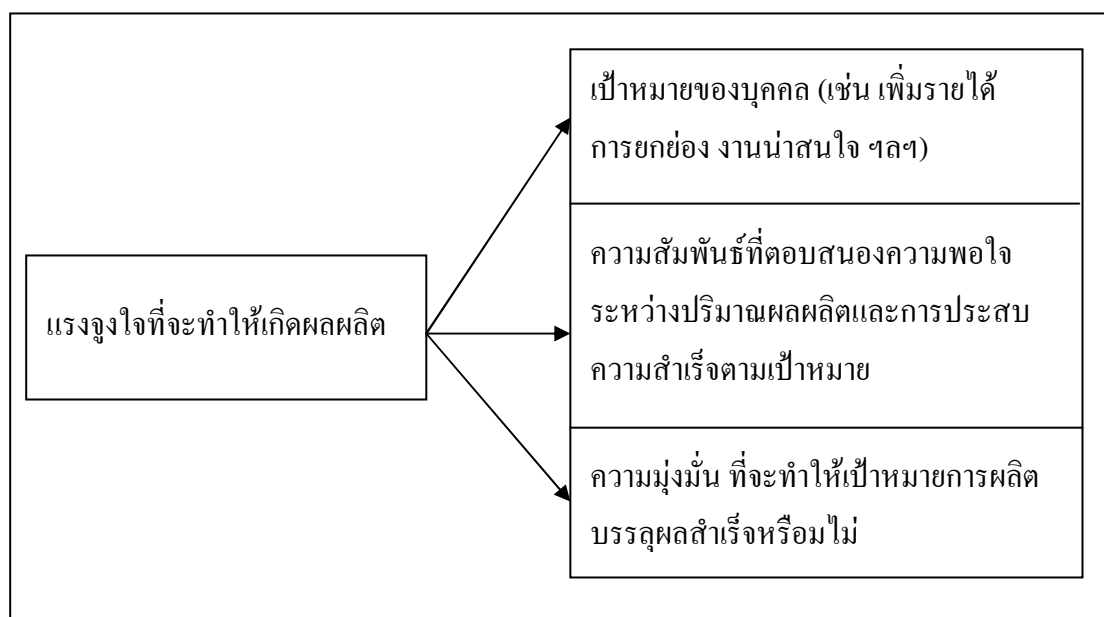 แรงจูงใจที่จะทำให้เกิดผลผลิต
เป้าหมายของบุคคล (เช่น เพิ่มรายได้
การยกย่อง งานน่าสนใจ ฯลฯ)
ความสัมพันธ์ที่ตอบสนองความพอใจ
ระหว่างปริมาณผลผลิตและการประสบ
ความสำเร็จตามเป้าหมาย
ความมุ่งมั่น ที่จะทำให้เป้าหมายการผลิต
บรรลุผลสำเร็จหรือมไม่